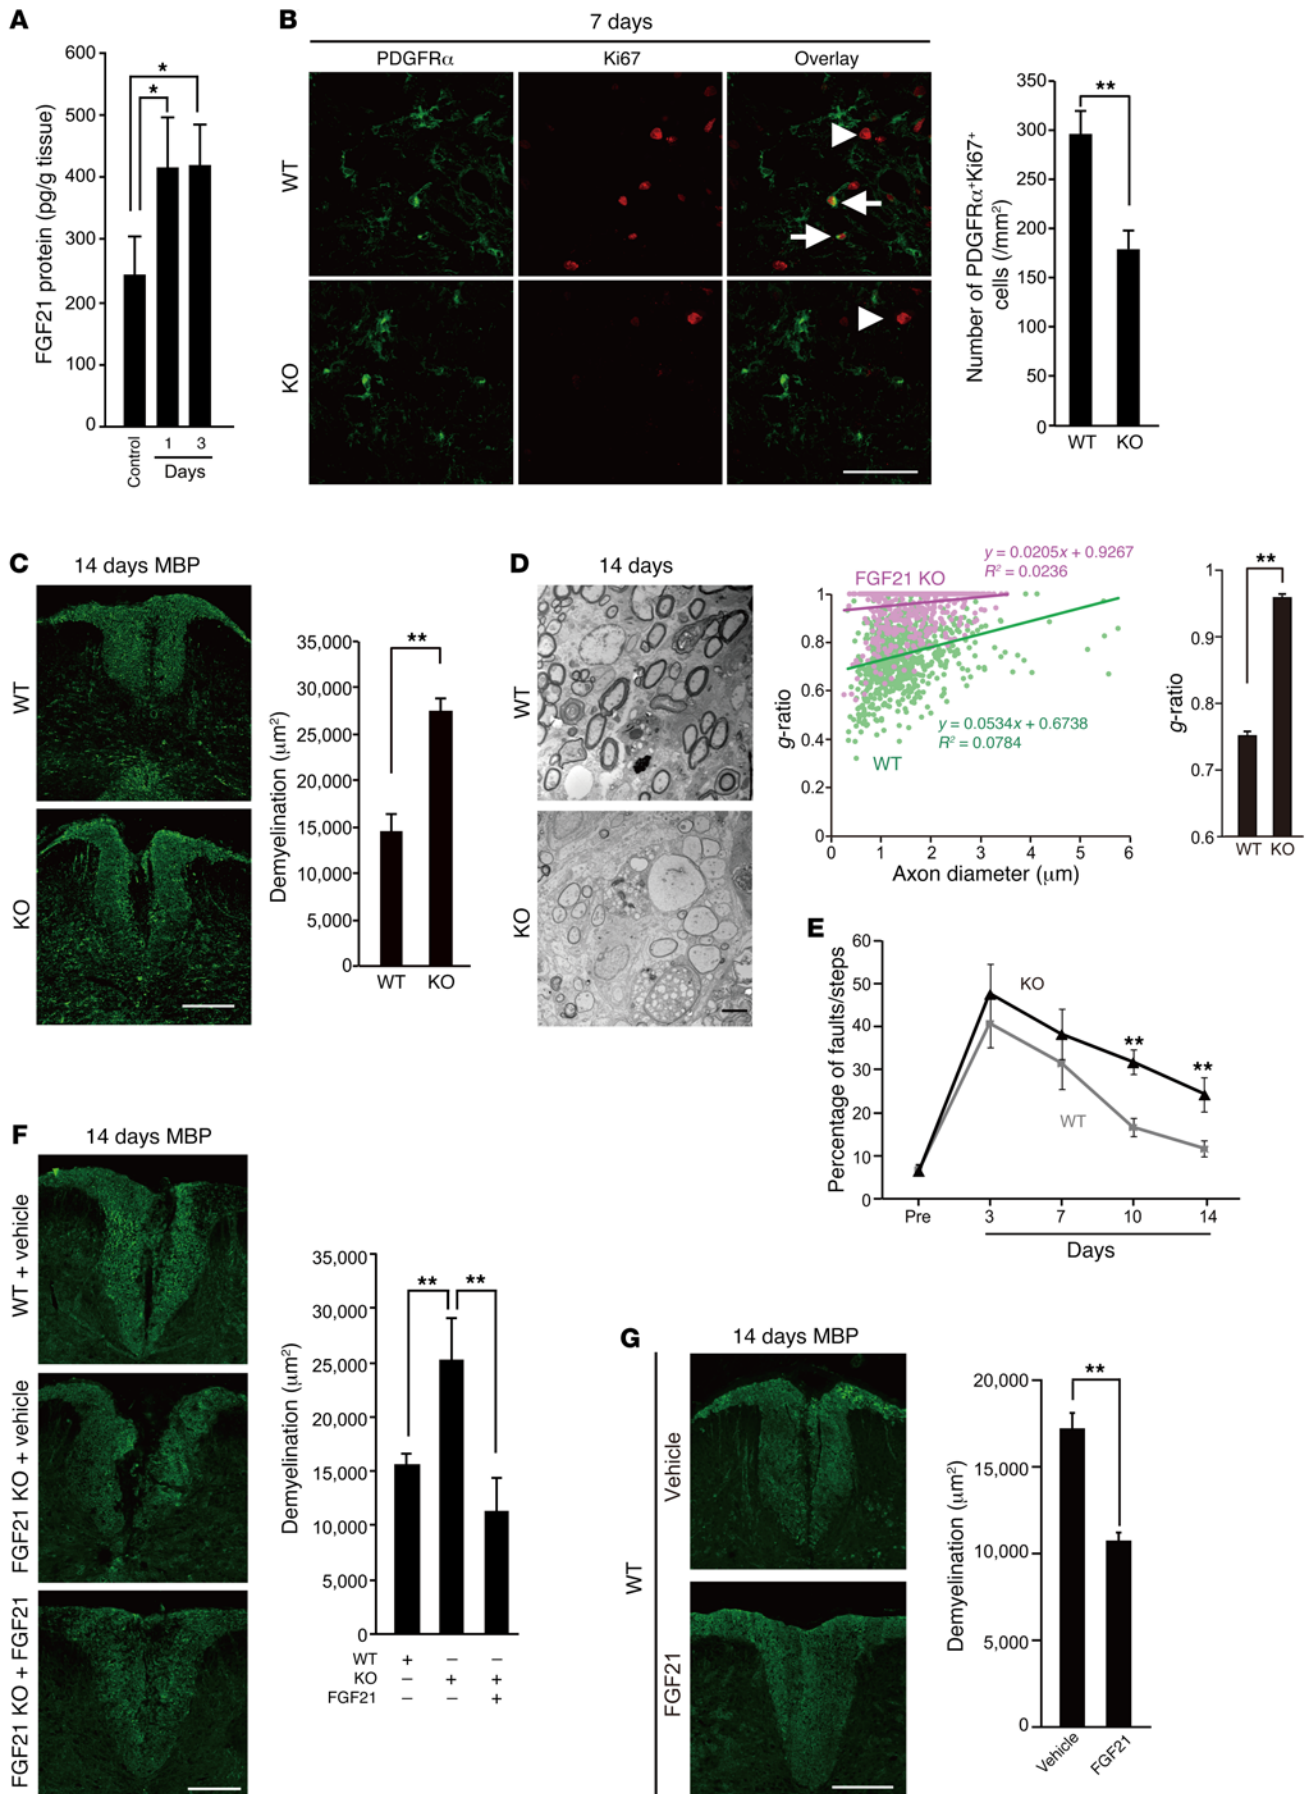 A
FGF21 protein (pg/g tissue)
600
500
400
300
200
100
0
*
*
Control
1
3
Days
B
7 days
PDGFRα
Ki67
Overlay
WT
KO
Number of PDGFRα⁺Ki67⁺
cells (/mm²)
350
300
250
200
150
100
50
0
**
WT
KO
C
14 days MBP
WT
KO
Demyelination (μm²)
35,000
30,000
25,000
20,000
15,000
10,000
5,000
0
**
WT
KO
D
14 days
WT
KO
y = 0.0205x + 0.9267
R² = 0.0236
FGF21 KO
g-ratio
1
0.8
0.6
0.4
0.2
0
y = 0.0534x + 0.6738
R² = 0.0784
WT
0
1
2
3
4
5
6
Axon diameter (μm)
g-ratio
1
0.9
0.8
0.7
0.6
**
WT
KO
E
Percentage of faults/steps
60
50
40
30
20
10
0
KO
WT
**
**
Pre
3
7
10
14
Days
F
14 days MBP
WT + vehicle
FGF21 KO + vehicle
FGF21 KO + FGF21
Demyelination (μm²)
35,000
30,000
25,000
20,000
15,000
10,000
5,000
0
**
**
WT + – –
KO – + +
FGF21 – – +
G
14 days MBP
WT
Vehicle
FGF21
Demyelination (μm²)
20,000
15,000
10,000
5,000
0
**
Vehicle
FGF21